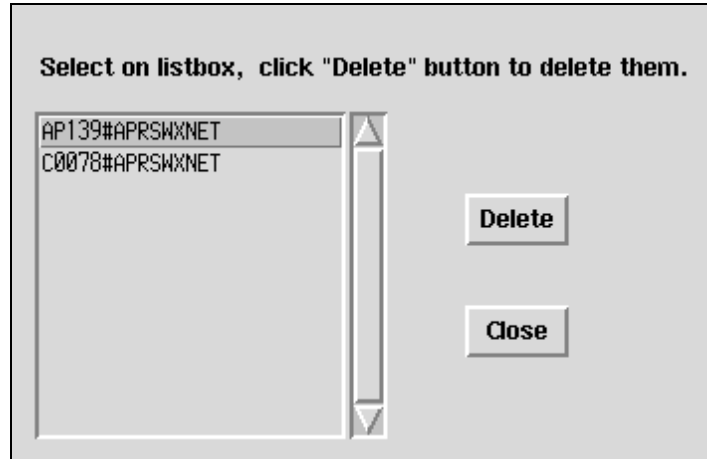 Select on listbox, click "Delete" button to delete them.
AP139#APRSWXNET
C0078#APRSWXNET
Delete
Close